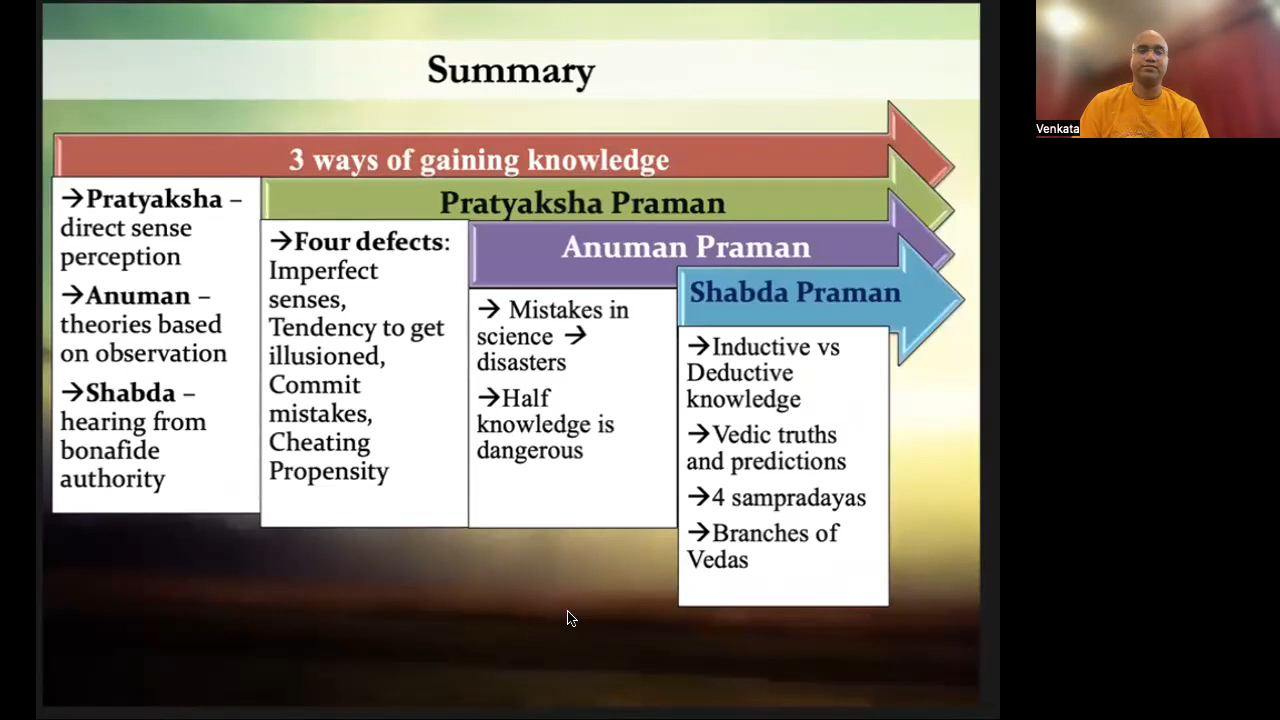 Summary
3 ways of gaining knowledge
→Pratyaksha –
direct sense
perception
→Anuman –
theories based
on observation
→Shabda –
hearing from
bonafide
authority
Pratyaksha Praman
→Four defects:
Imperfect
senses,
Tendency to get
illusioned,
Commit
mistakes,
Cheating
Propensity
Anuman Praman
→ Mistakes in
science →
disasters
→Half
knowledge is
dangerous
Shabda Praman
→Inductive vs
Deductive
knowledge
→Vedic truths
and predictions
→4 sampradayas
→Branches of
Vedas
Venkata